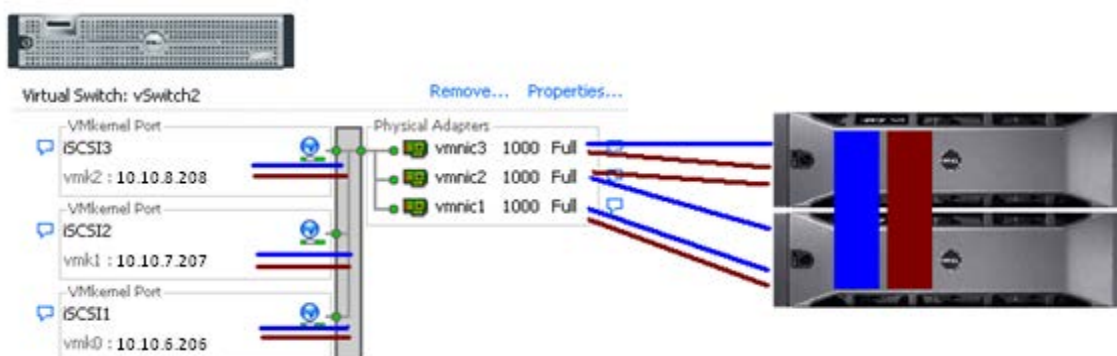 Virtual Switch: vSwitch2
Remove... Properties...
VMkernel Port
iSCSI3
vmk2 : 10.10.8.208
VMkernel Port
iSCSI2
vmk1 : 10.10.7.207
VMkernel Port
iSCSI1
vmk0 : 10.10.6.206
Physical Adapters
vmnic3 1000 Full
vmnic2 1000 Full
vmnic1 1000 Full